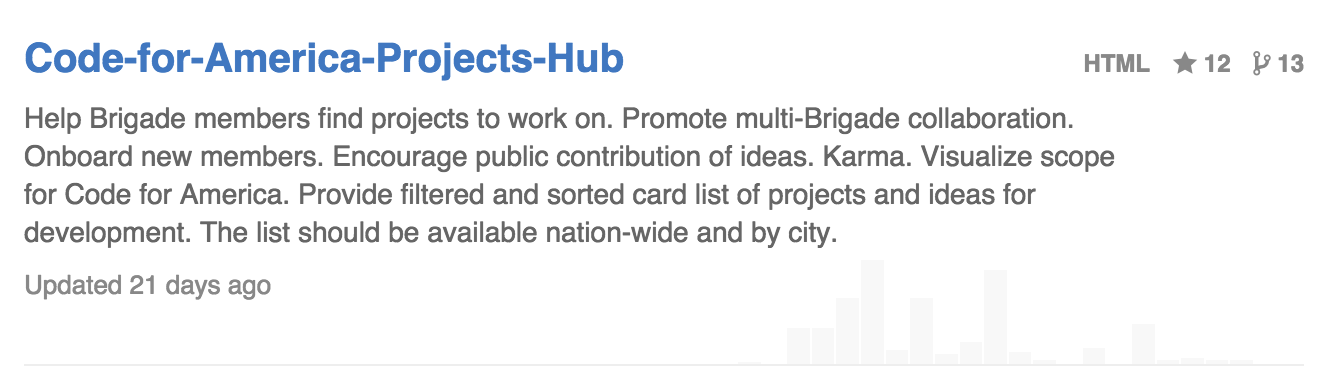 Code-for-America-Projects-Hub
HTML 12 13
Help Brigade members find projects to work on. Promote multi-Brigade collaboration.
Onboard new members. Encourage public contribution of ideas. Karma. Visualize scope
for Code for America. Provide filtered and sorted card list of projects and ideas for
development. The list should be available nation-wide and by city.
Updated 21 days ago